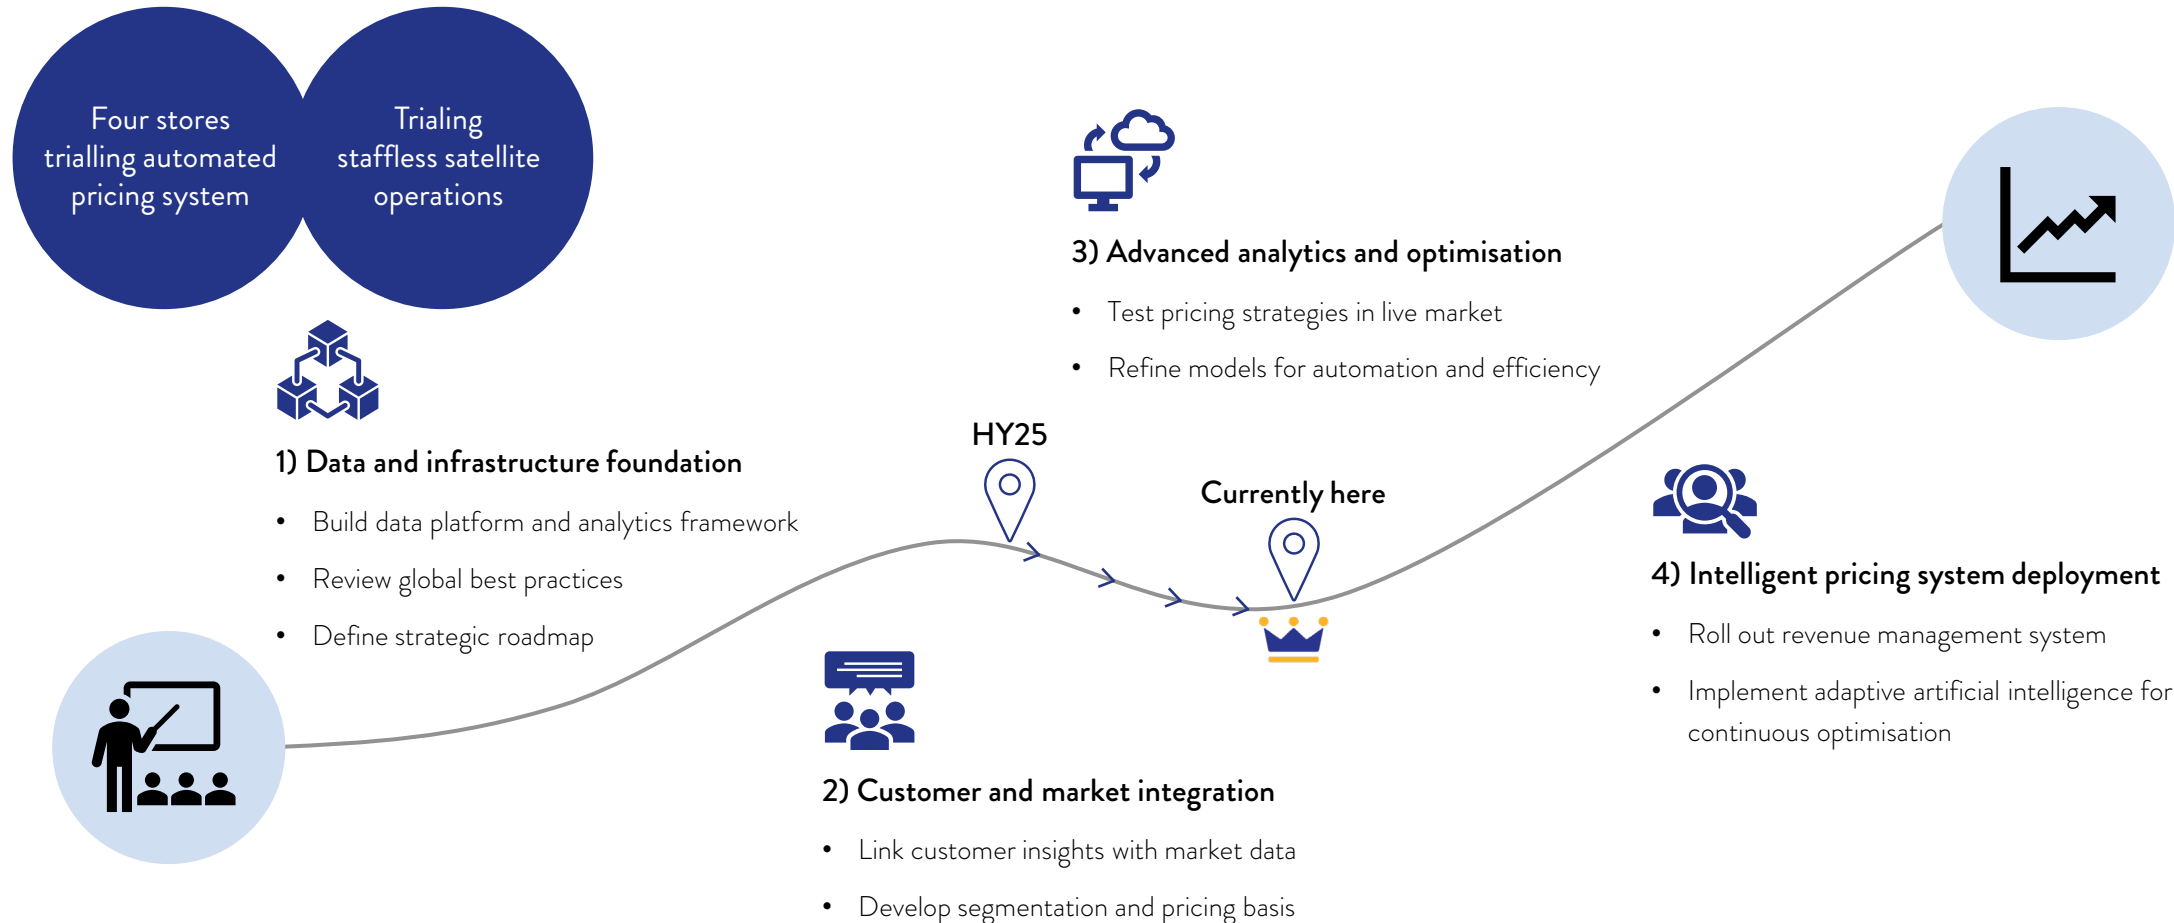 Four stores
trialling automated
pricing system
Trialing
staffless satellite
operations
1) Data and infrastructure foundation
• Build data platform and analytics framework
• Review global best practices
• Define strategic roadmap
HY25
Currently here
2) Customer and market integration
• Link customer insights with market data
• Develop segmentation and pricing basis
3) Advanced analytics and optimisation
• Test pricing strategies in live market
• Refine models for automation and efficiency
4) Intelligent pricing system deployment
• Roll out revenue management system
• Implement adaptive artificial intelligence for
continuous optimisation